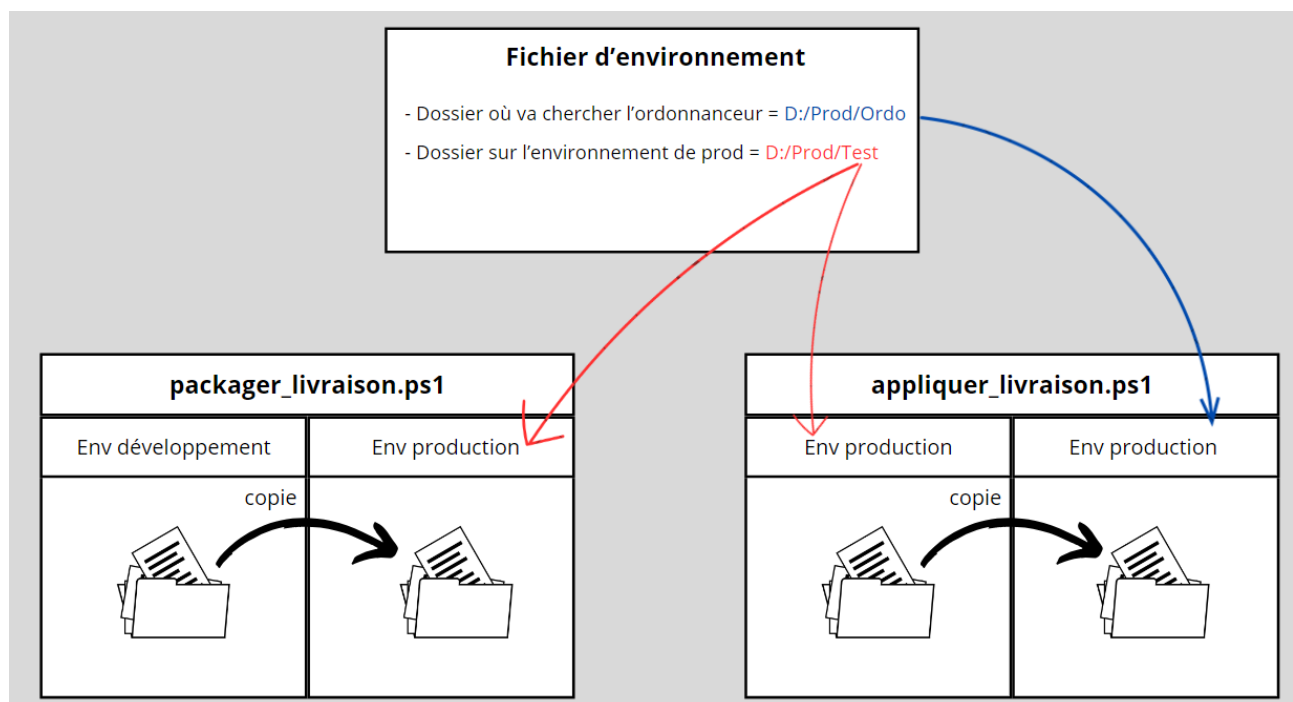 Fichier d’environnement
- Dossier où va chercher l’ordonnanceur = D:/Prod/Ordo
- Dossier sur l’environnement de prod = D:/Prod/Test
packager_livraison.ps1
Env développement
Env production
copie
appliquer_livraison.ps1
Env production
Env production
copie